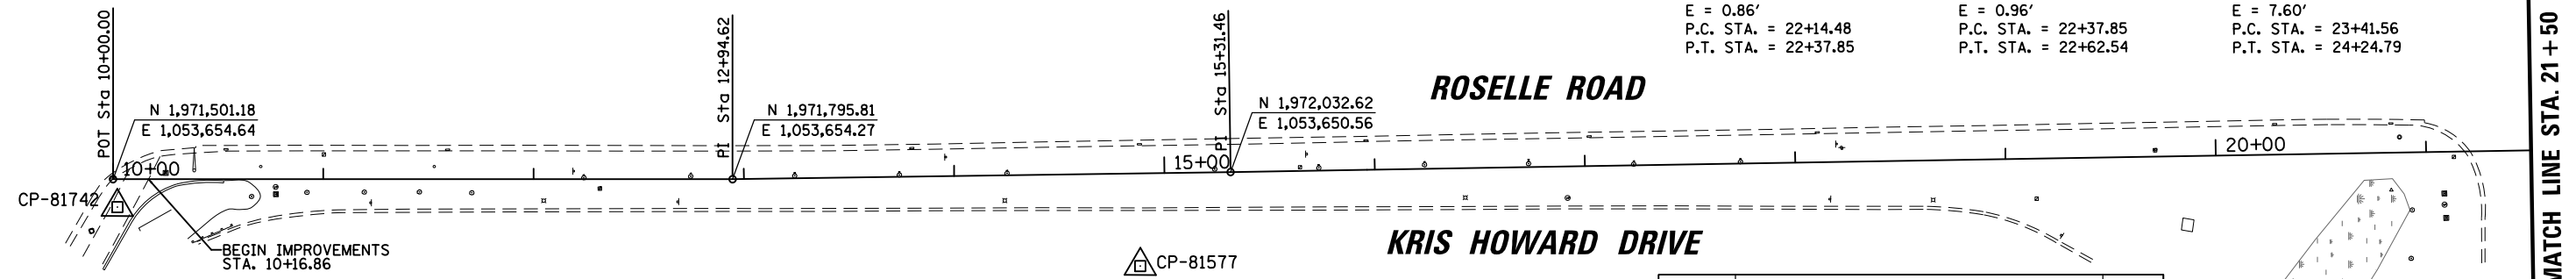 POT Sta 10+00.00
N 1,971,501.18
E 1,053,654.64
10+00
CP-81742
BEGIN IMPROVEMENTS
STA. 10+16.86
PI Sta 12+94.62
N 1,971,795.81
E 1,053,654.27
15+00
PI Sta 15+31.46
N 1,972,032.62
E 1,053,650.56
CP-81577
ROSELLE ROAD
KRIS HOWARD DRIVE
E = 0.86'
P.C. STA. = 22+14.48
P.T. STA. = 22+37.85
E = 0.96'
P.C. STA. = 22+37.85
P.T. STA. = 22+62.54
E = 7.60'
P.C. STA. = 23+41.56
P.T. STA. = 24+24.79
20+00
MATCH LINE STA. 21+50